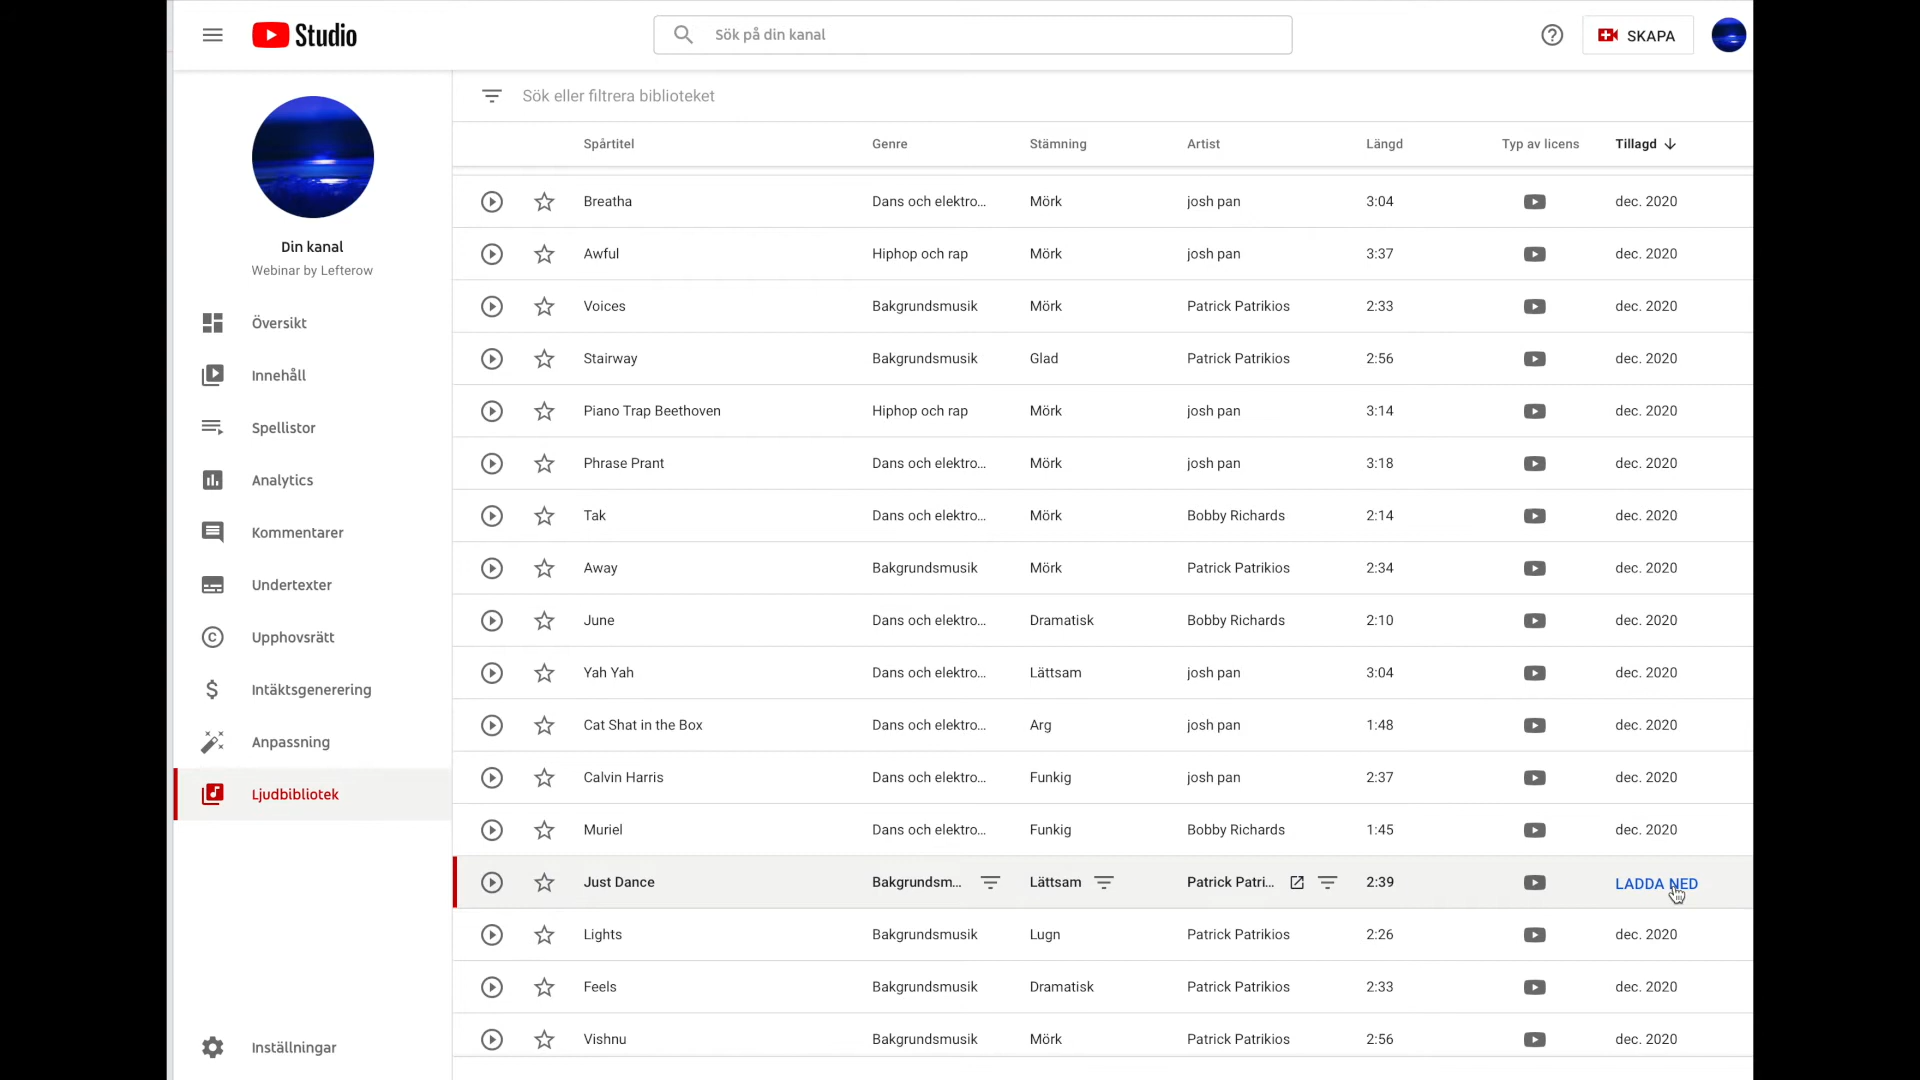 Studio
Sök på din kanal
SKAPA
Din kanal
Webinar by Lefterow
Översikt
Innehåll
Spellistor
Analytics
Kommentarer
Undertexter
Upphovsrätt
Intäktsgenerering
Anpassning
Ljudbibliotek
Inställningar
Sök eller filtrera biblioteket
Spårtitel Genre Stämning Artist Längd Typ av licens Tillagd
Breatha Dans och elektro... Mörk josh pan 3:04 dec. 2020
Awful Hiphop och rap Mörk josh pan 3:37 dec. 2020
Voices Bakgrundsmusik Mörk Patrick Patrikios 2:33 dec. 2020
Stairway Bakgrundsmusik Glad Patrick Patrikios 2:56 dec. 2020
Piano Trap Beethoven Hiphop och rap Mörk josh pan 3:14 dec. 2020
Phrase Prant Dans och elektro... Mörk josh pan 3:18 dec. 2020
Tak Dans och elektro... Mörk Bobby Richards 2:14 dec. 2020
Away Bakgrundsmusik Mörk Patrick Patrikios 2:34 dec. 2020
June Dans och elektro... Dramatisk Bobby Richards 2:10 dec. 2020
Yah Yah Dans och elektro... Lättsam josh pan 3:04 dec. 2020
Cat Shat in the Box Dans och elektro... Arg josh pan 1:48 dec. 2020
Calvin Harris Dans och elektro... Funkig josh pan 2:37 dec. 2020
Muriel Dans och elektro... Funkig Bobby Richards 1:45 dec. 2020
Just Dance Bakgrundsm... Lättsam Patrick Patri... 2:39 LADDA NED
Lights Bakgrundsmusik Lugn Patrick Patrikios 2:26 dec. 2020
Feels Bakgrundsmusik Dramatisk Patrick Patrikios 2:33 dec. 2020
Vishnu Bakgrundsmusik Mörk Patrick Patrikios 2:56 dec. 2020